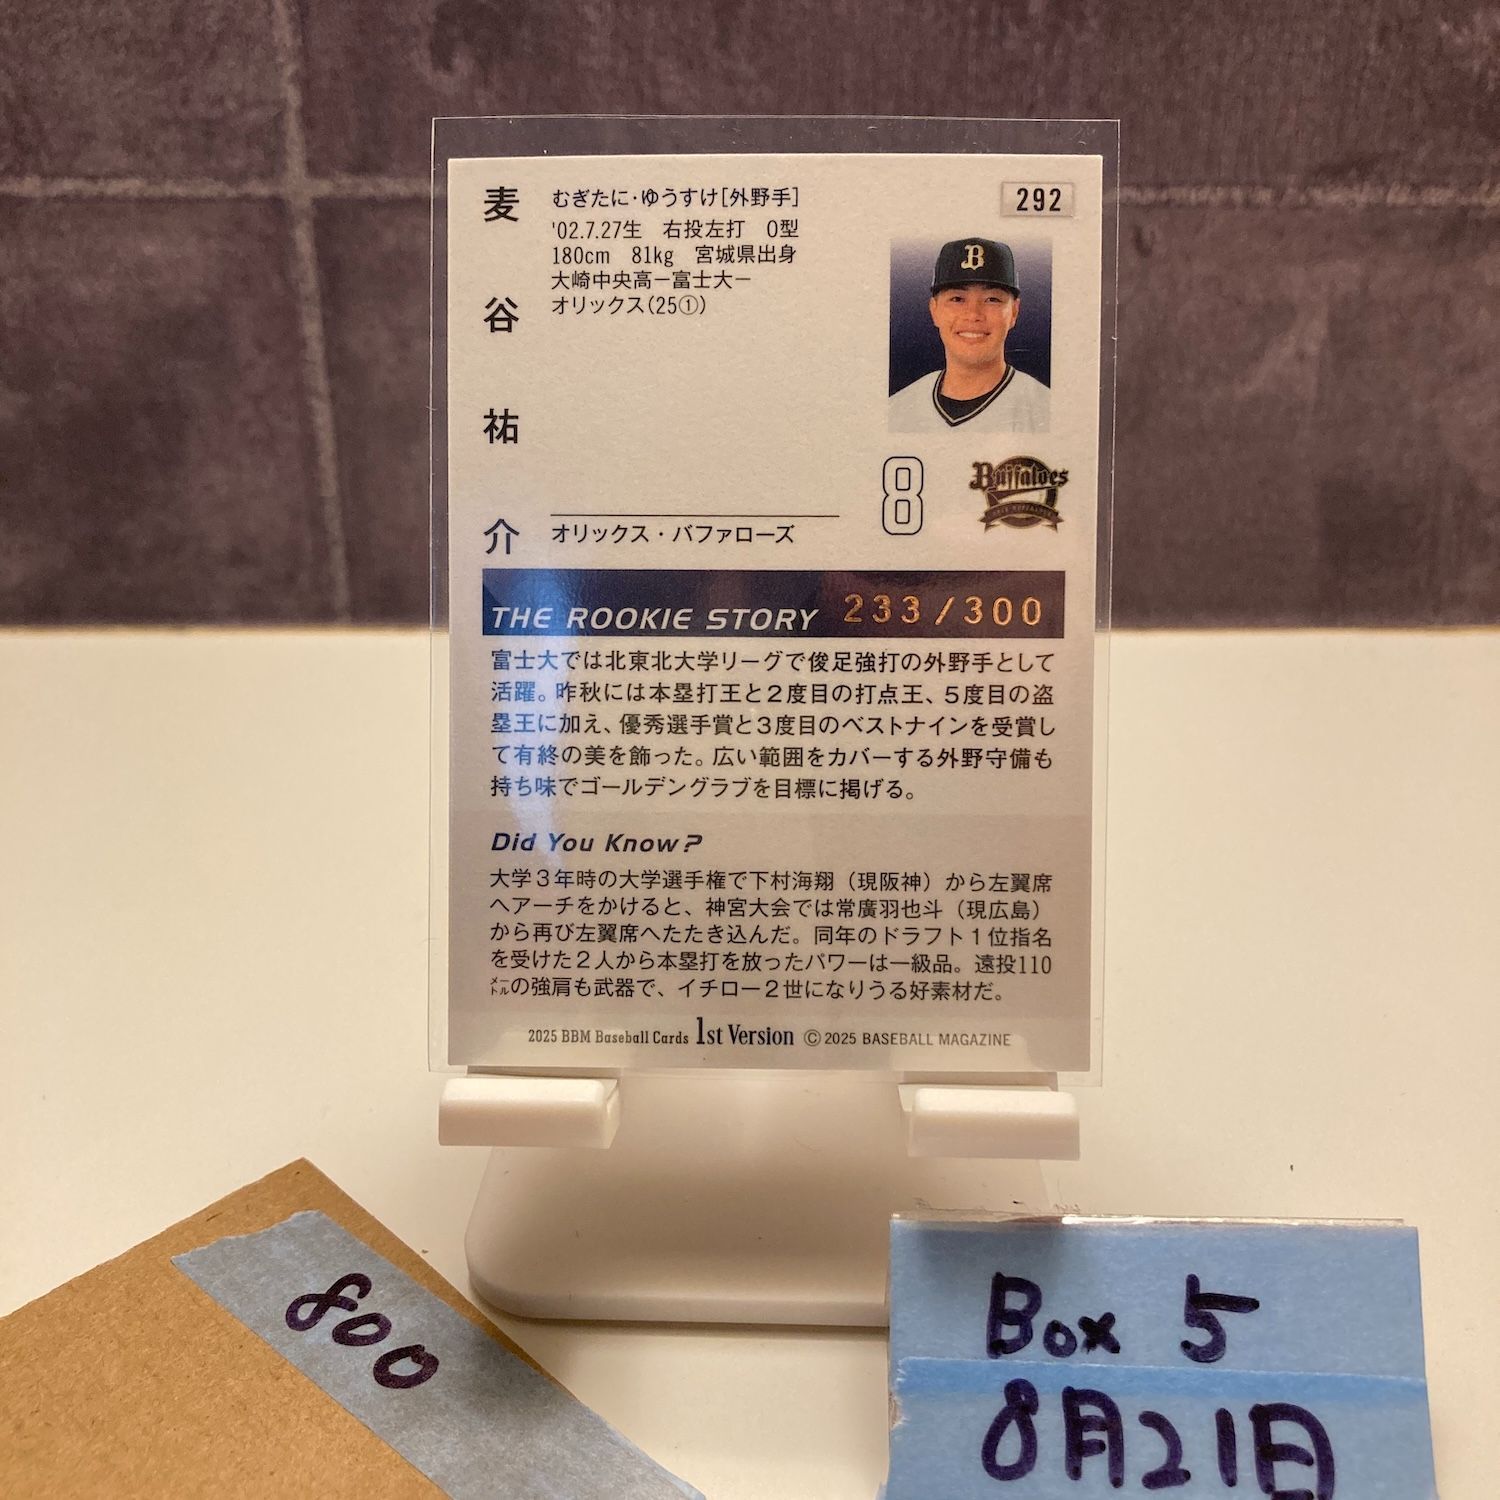 麦谷祐介
むぎたに・ゆうすけ[外野手]
'02.7.27生 右投左打 O型
180cm 81kg 宮城県出身
大崎中央高－富士大－
オリックス(25①)
292
B
8
Buffaloes
オリックス・バファローズ
THE ROOKIE STORY 233/300
富士大では北東北大学リーグで俊足強打の外野手として
活躍。昨秋には本塁打王と2度目の打点王、5度目の盗
塁王に加え、優秀選手賞と3度目のベストナインを受賞し
て有終の美を飾った。広い範囲をカバーする外野守備も
持ち味でゴールデングラブを目標に掲げる。
Did You Know?
大学3年時の大学選手権で下村海翔（現阪神）から左翼席
へアーチをかけると、神宮大会では常廣羽也斗（現広島）
から再び左翼席へたたき込んだ。同年のドラフト1位指名
を受けた2人から本塁打を放ったパワーは一級品。遠投110
メートルの強肩も武器で、イチロー2世になりうる好素材だ。
2025 BBM Baseball Cards 1st Version ©2025 BASEBALL MAGAZINE
800
Box 5
8月21日